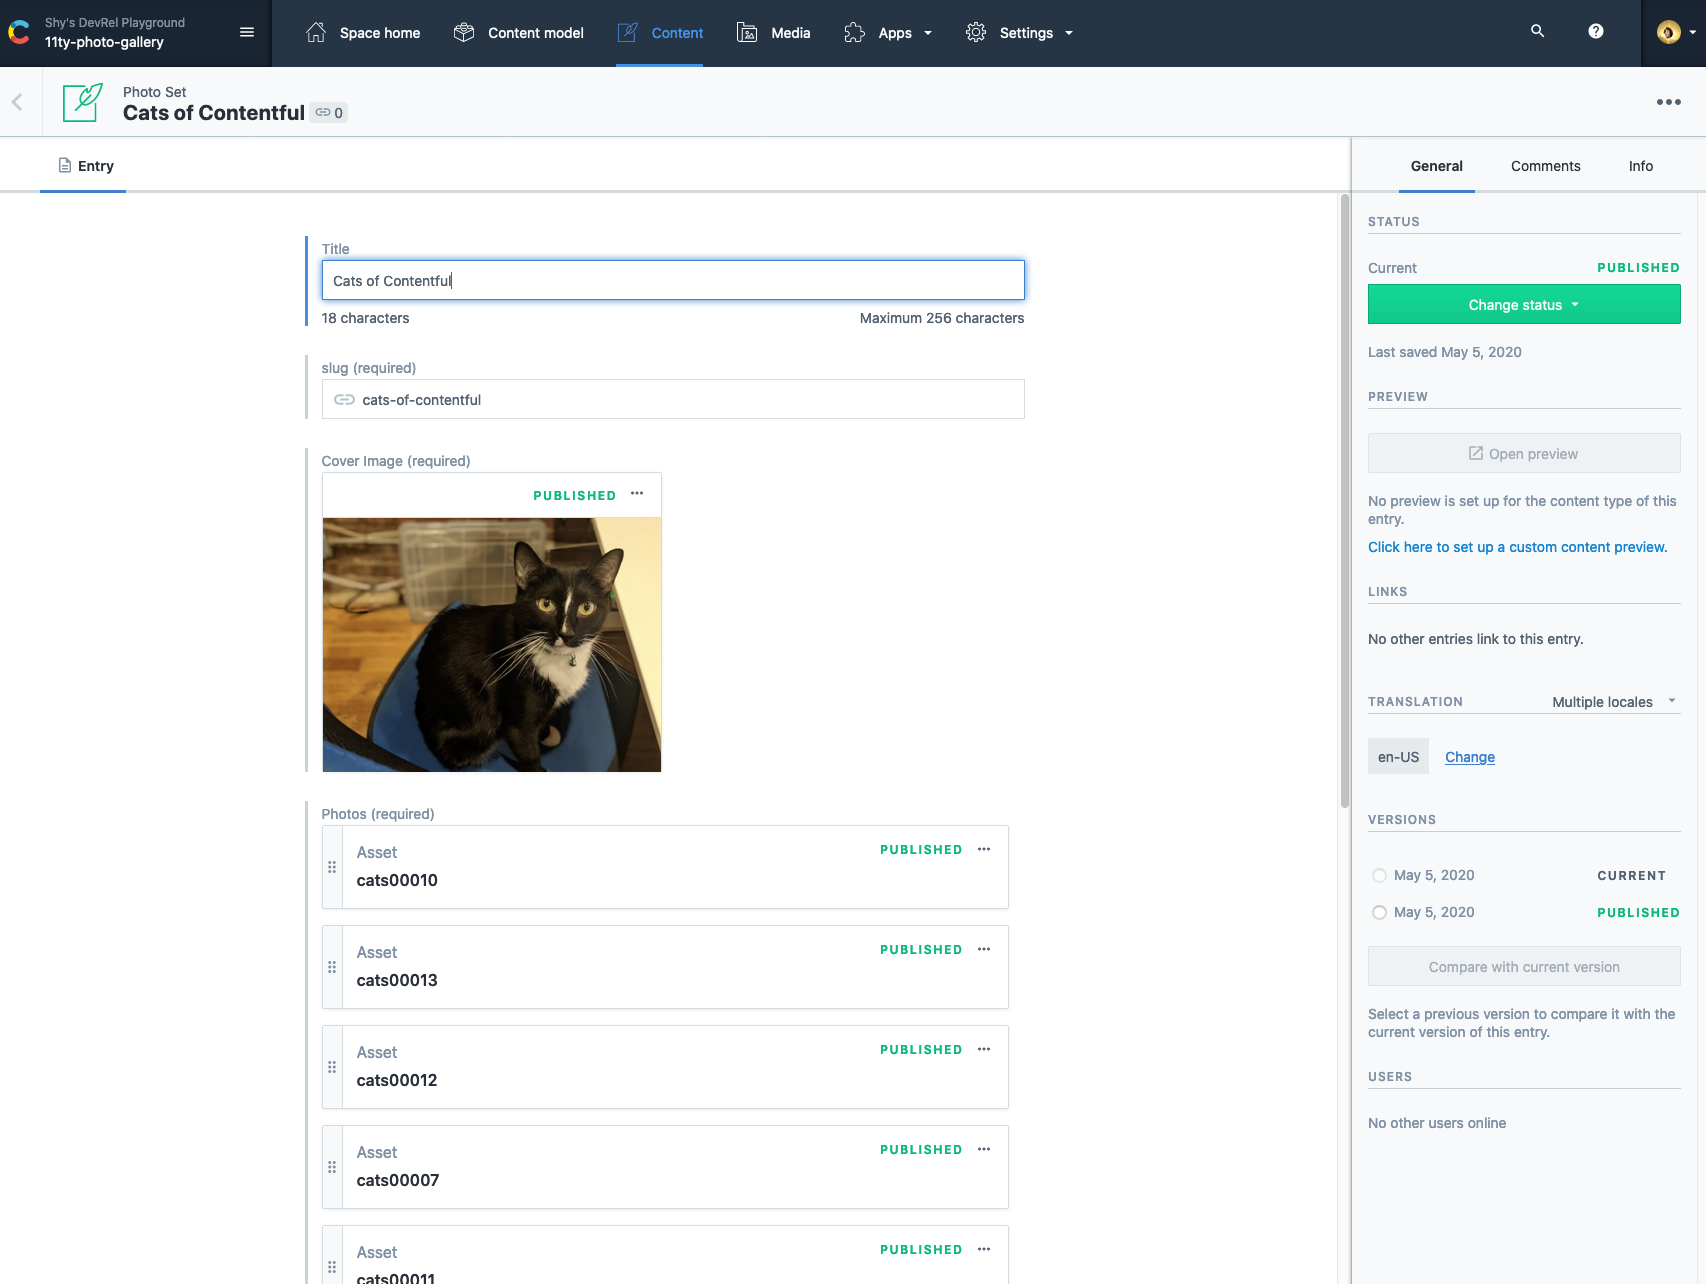 Shy's DevRel Playground
11ty-photo-gallery
Space home
Content model
Content
Media
Apps
Settings
Photo Set
Cats of Contentful
0
Entry
General
Comments
Info
Title
Cats of Contentful
18 characters
Maximum 256 characters
slug (required)
cats-of-contentful
Cover Image (required)
PUBLISHED
Photos (required)
Asset
PUBLISHED
cats00010
Asset
PUBLISHED
cats00013
Asset
PUBLISHED
cats00012
Asset
PUBLISHED
cats00007
Asset
PUBLISHED
cats00011
STATUS
Current
PUBLISHED
Change status
Last saved May 5, 2020
PREVIEW
Open preview
No preview is set up for the content type of this
entry.
Click here to set up a custom content preview.
LINKS
No other entries link to this entry.
TRANSLATION
Multiple locales
en-US
Change
VERSIONS
May 5, 2020
CURRENT
May 5, 2020
PUBLISHED
Compare with current version
Select a previous version to compare it with the
current version of this entry.
USERS
No other users online